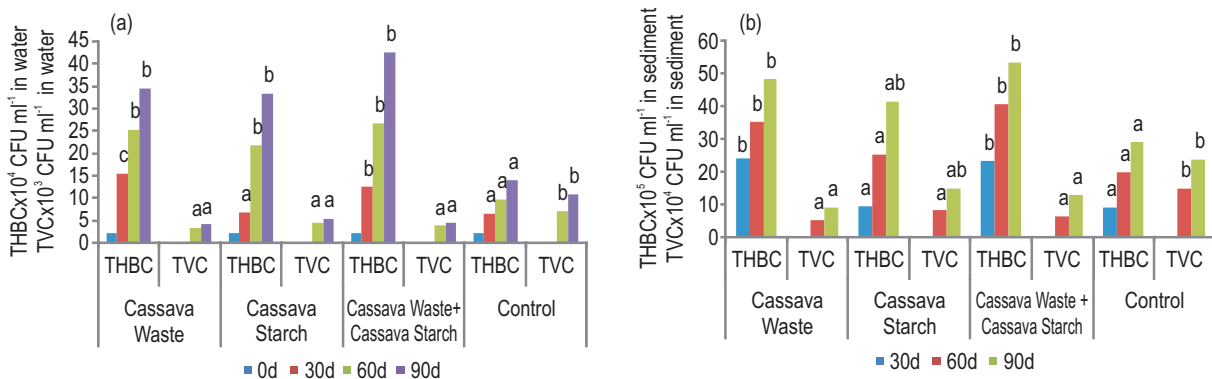 (a)
THBCx10⁴ CFU ml⁻¹ in water
TVCx10³ CFU ml⁻¹ in water
45
40
35
30
25
20
15
10
5
0
c b b
a a
a b b
a a
b b b
a a
a a a
b b
THBC TVC THBC TVC THBC TVC THBC TVC
Cassava Waste
Cassava Starch
Cassava Waste+ Cassava Starch
Control
0d 30d 60d 90d
(b)
THBCx10⁵ CFU ml⁻¹ in sediment
TVCx10⁴ CFU ml⁻¹ in sediment
60
50
40
30
20
10
0
b b b
a a
a a ab
a ab
b b b
a a
a a a
b b
THBC TVC THBC TVC THBC TVC THBC TVC
Cassava Waste
Cassava Starch
Cassava Waste + Cassava Starch
Control
30d 60d 90d